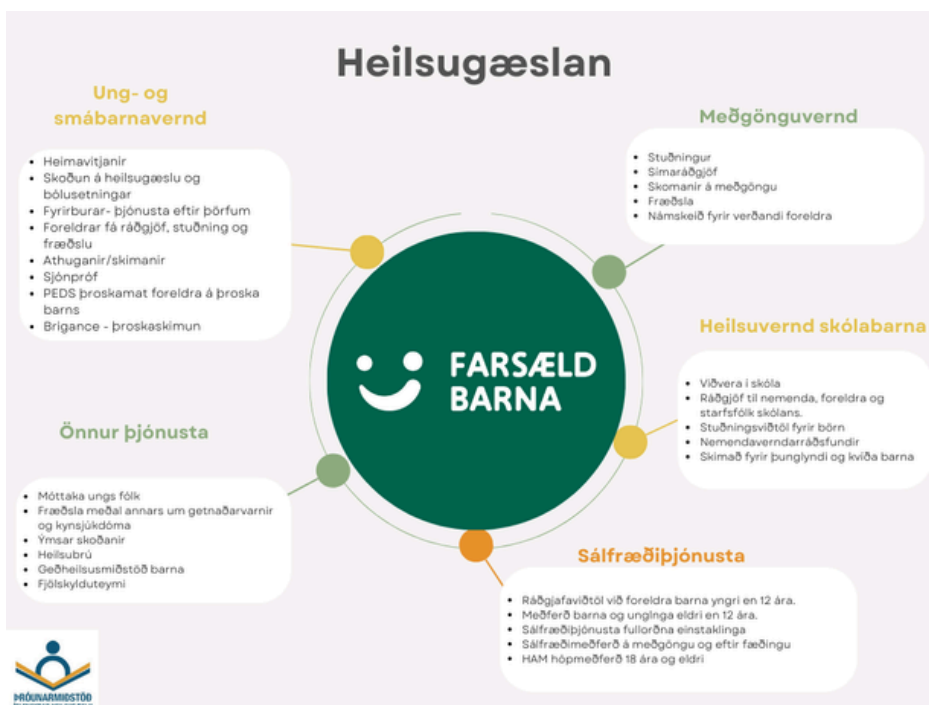 Heilsugæslan
Ung- og
smábarnavernd
• Heimavitjanir
• Skoðun á heilsugæslu og
bólusetningar
• Fyrirburar- þjónusta eftir þörfum
• Foreldrar fá ráðgjöf, stuðning og
fræðslu
• Athuganir/skimanir
• Sjónpróf
• PEDS þroskamat foreldra á þroska
barns
• Brigance - þroskaskimun
Meðgönguvernd
• Stuðningur
• Símaráðgjöf
• Skomanir á meðgöngu
• Fræðsla
• Námskeið fyrir verðandi foreldra
FARSÆLD
BARNA
Heilsuvernd skólabarna
• Viðvera í skóla
• Ráðgjöf til nemenda, foreldra og
starfsfólk skólans.
• Stuðningsviðtöl fyrir börn
• Nemendaverndarráðsfundir
• Skimað fyrir þunglyndi og kvíða barna
Önnur þjónusta
• Móttaka ungs fólk
• Fræðsla meðal annars um getnaðarvarnir
og kynsjúkdóma
• Ýmsar skoðanir
• Heilsubrú
• Geðheilsusmiðstöð barna
• Fjölskylduteymi
Sálfræðiþjónusta
• Ráðgjafaviðtöl við foreldra barna yngri en 12 ára.
• Meðferð barna og unglnga eldri en 12 ára.
• Sálfræðiþjónusta fullorðna einstaklinga
• Sálfræðimeðferð á meðgöngu og eftir fæðingu
• HAM hópmeðferð 18 ára og eldri
ÞRÓUNARMIÐSTÖÐ